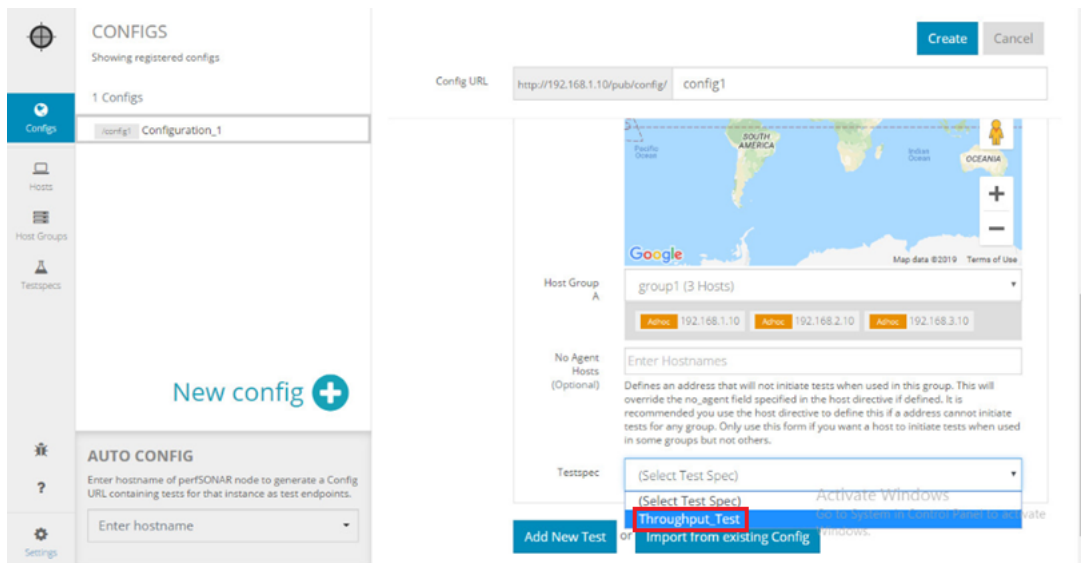 Configs
Hosts
Host Groups
Testspecs
?
Settings
CONFIGS
Showing registered configs
1 Configs
/config1 Configuration_1
New config
AUTO CONFIG
Enter hostname of perfSONAR node to generate a Config
URL containing tests for that instance as test endpoints.
Enter hostname
Create Cancel
Config URL http://192.168.1.10/pub/config/ config1
Pacific
Ocean
SOUTH
AMERICA
Indian
Ocean
OCEANIA
+
−
Google
Map data ©2019 Terms of Use
Host Group
A
group1 (3 Hosts)
Adhoc 192.168.1.10 Adhoc 192.168.2.10 Adhoc 192.168.3.10
No Agent
Hosts
(Optional)
Enter Hostnames
Defines an address that will not initiate tests when used in this group. This will
override the no_agent field specified in the host directive if defined. It is
recommended you use the host directive to define this if a address cannot initiate
tests for any group. Only use this form if you want a host to initiate tests when used
in some groups but not others.
Testspec
(Select Test Spec)
(Select Test Spec)
Throughput_Test
Activate Windows
Go to System in Control Panel to activate
Windows.
Add New Test or Import from existing Config